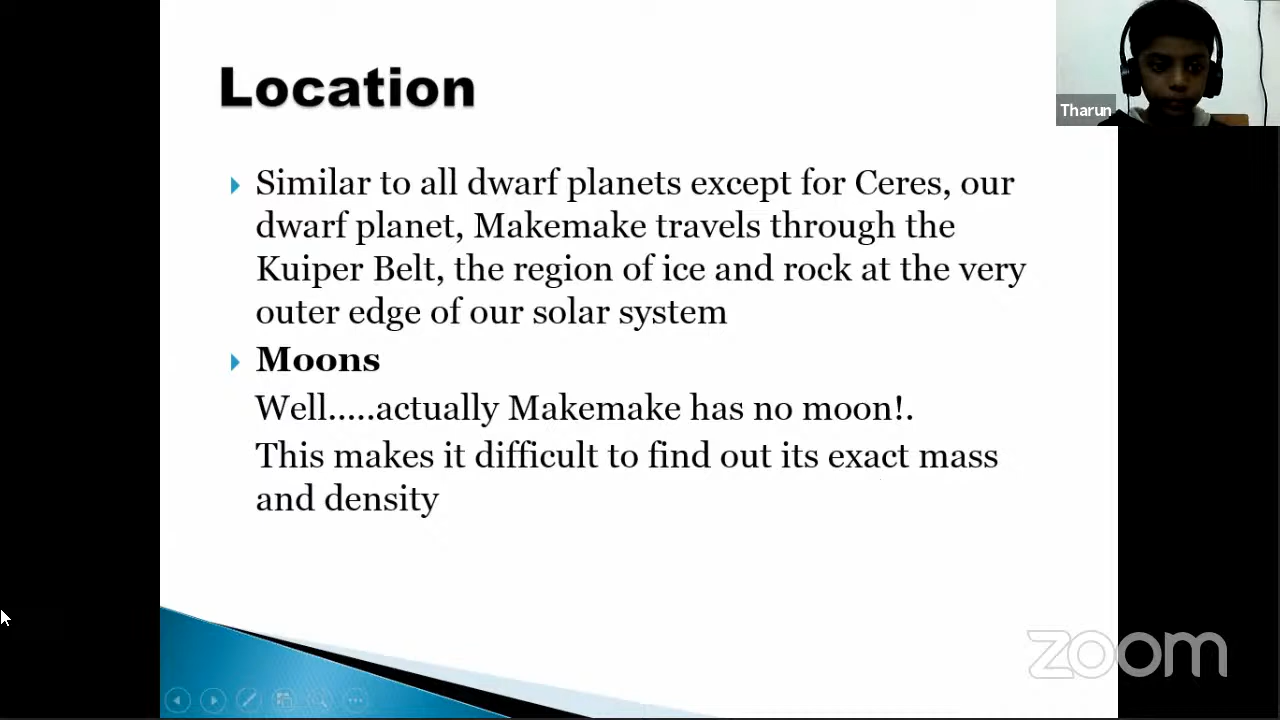 Location
Similar to all dwarf planets except for Ceres, our
dwarf planet, Makemake travels through the
Kuiper Belt, the region of ice and rock at the very
outer edge of our solar system
Moons
Well.....actually Makemake has no moon!.
This makes it difficult to find out its exact mass
and density
Tharun
zoom